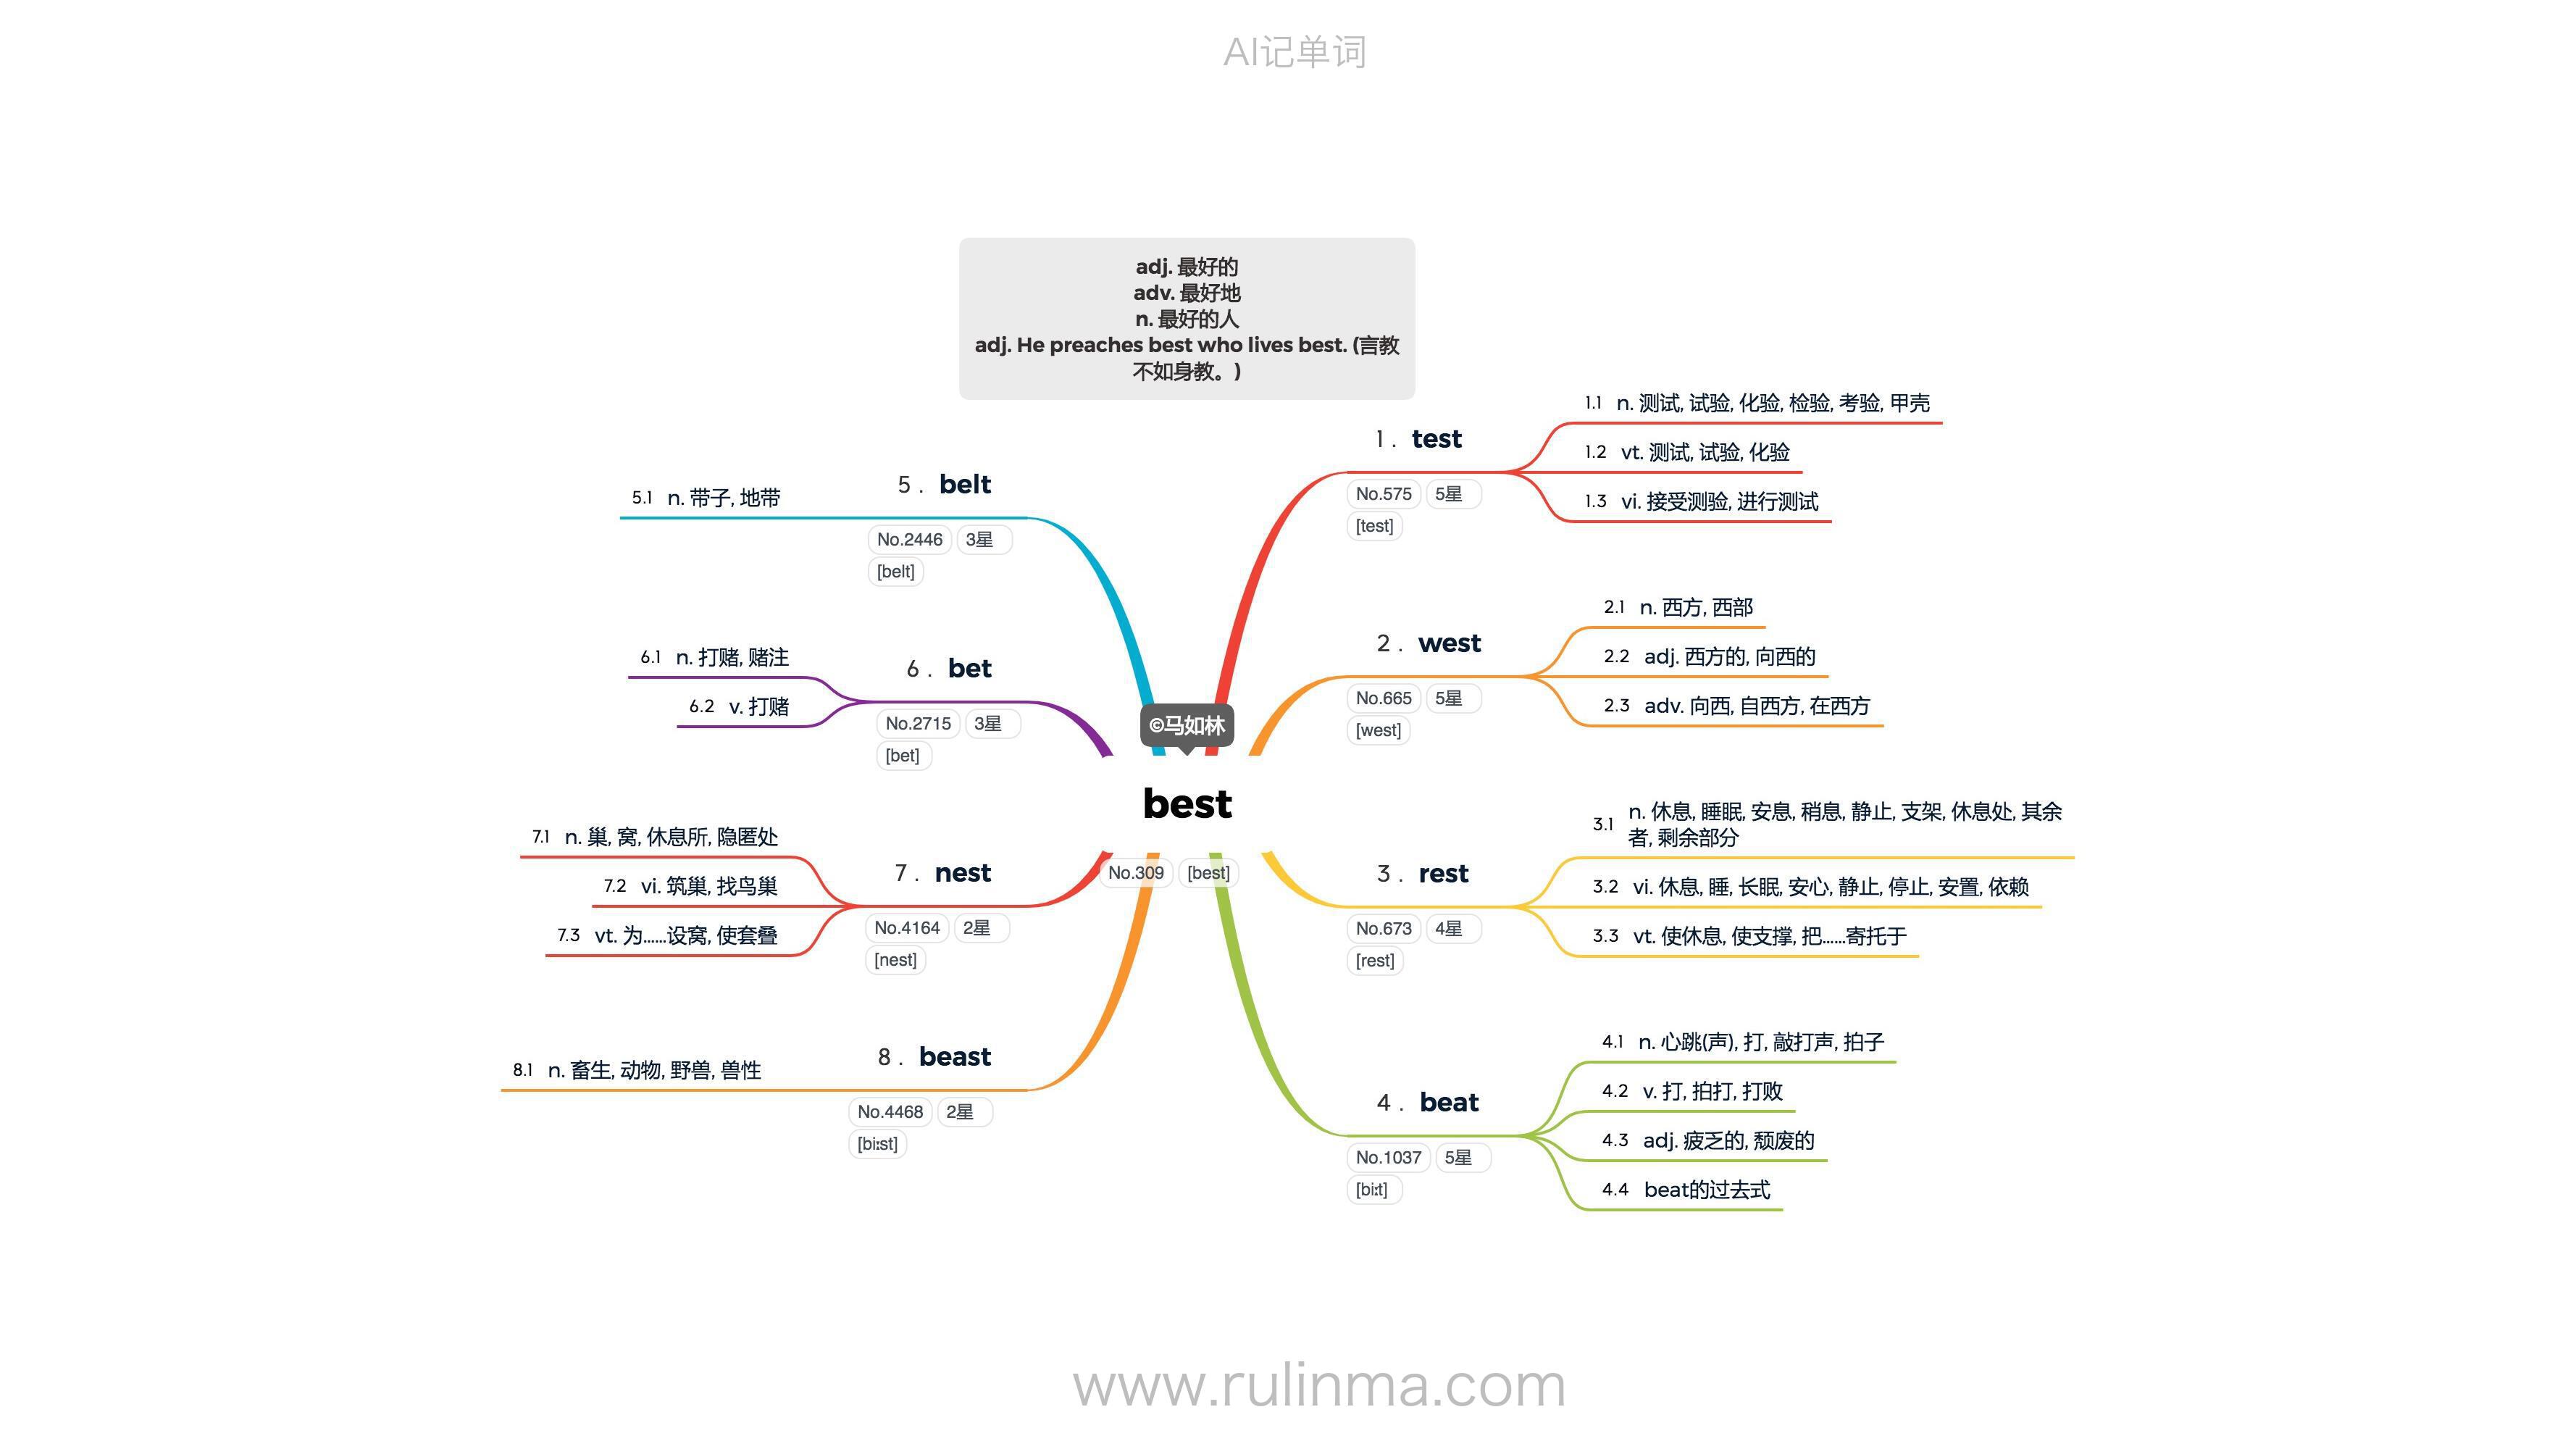 AI记单词
adj. 最好的
adv. 最好地
n. 最好的人
adj. He preaches best who lives best. (言教
不如身教。)
©马如林
best
No.309 [best]
1. test
No.575 5星
[test]
1.1 n. 测试, 试验, 化验, 检验, 考验, 甲壳
1.2 vt. 测试, 试验, 化验
1.3 vi. 接受测验, 进行测试
2. west
No.665 5星
[west]
2.1 n. 西方, 西部
2.2 adj. 西方的, 向西的
2.3 adv. 向西, 自西方, 在西方
3. rest
No.673 4星
[rest]
3.1 n. 休息, 睡眠, 安息, 稍息, 静止, 支架, 休息处, 其余
者, 剩余部分
3.2 vi. 休息, 睡, 长眠, 安心, 静止, 停止, 安置, 依赖
3.3 vt. 使休息, 使支撑, 把......寄托于
4. beat
No.1037 5星
[biːt]
4.1 n. 心跳(声), 打, 敲打声, 拍子
4.2 v. 打, 拍打, 打败
4.3 adj. 疲乏的, 颓废的
4.4 beat的过去式
5. belt
No.2446 3星
[belt]
5.1 n. 带子, 地带
6. bet
No.2715 3星
[bet]
6.1 n. 打赌, 赌注
6.2 v. 打赌
7. nest
No.4164 2星
[nest]
7.1 n. 巢, 窝, 休息所, 隐匿处
7.2 vi. 筑巢, 找鸟巢
7.3 vt. 为......设窝, 使套叠
8. beast
No.4468 2星
[biːst]
8.1 n. 畜生, 动物, 野兽, 兽性
www.rulinma.com